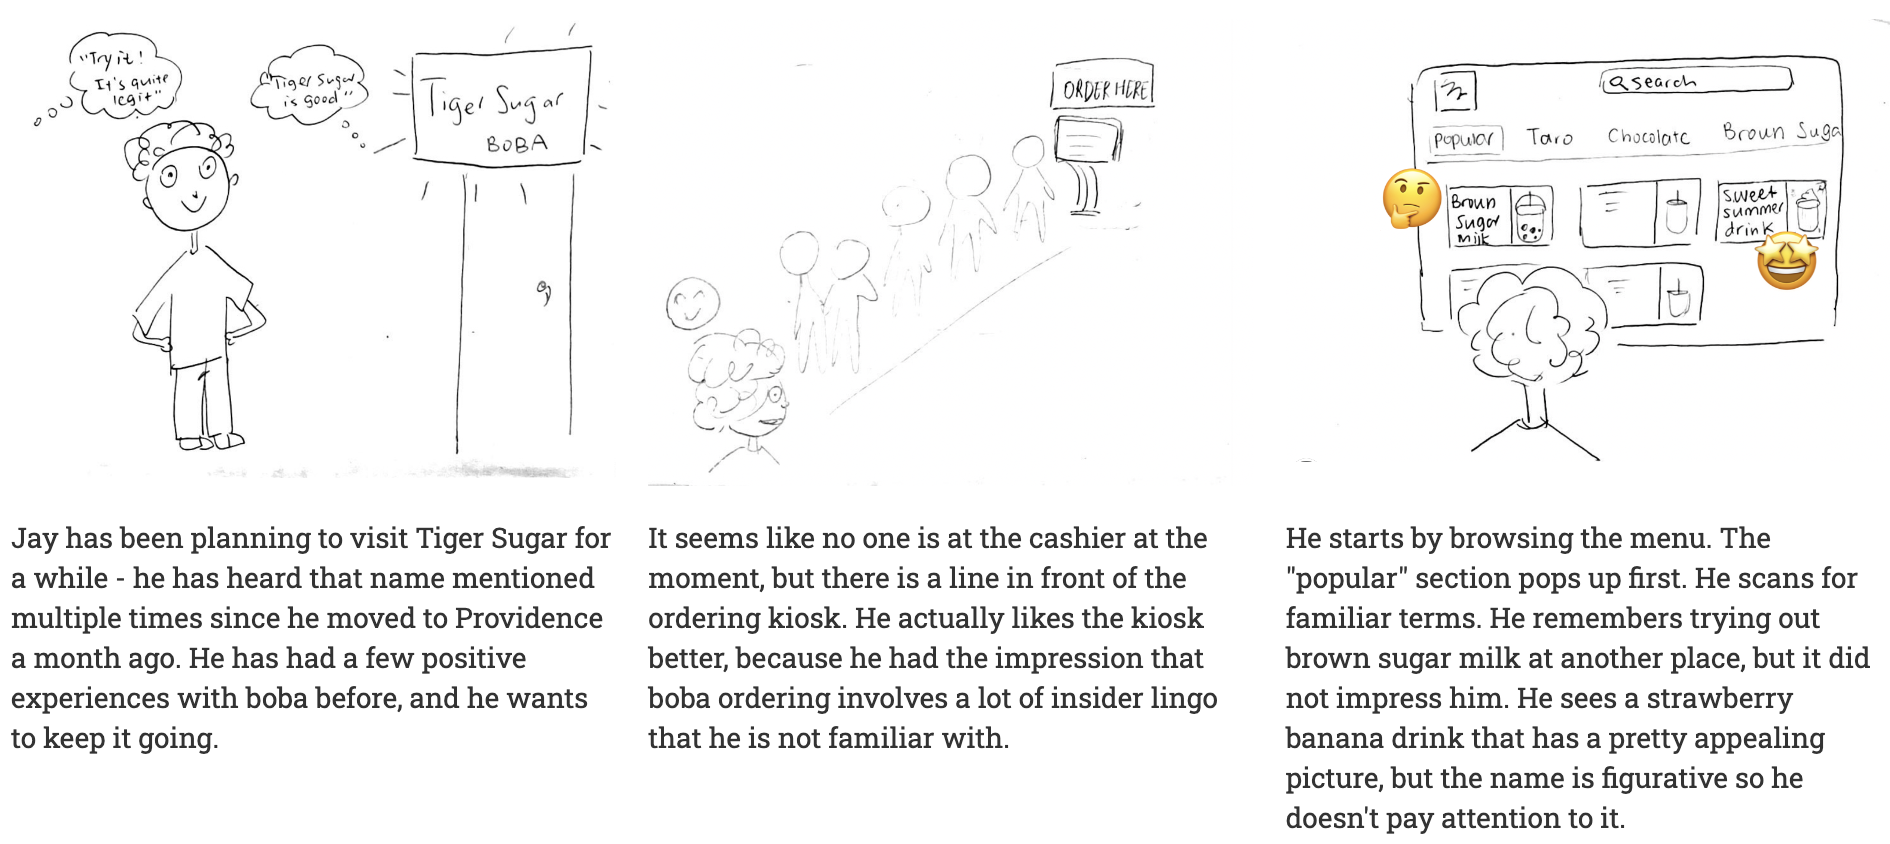 "Try it!
It's quite
legit"
"Tiger Sugar
is good"
Tiger Sugar
BOBA
ORDER HERE
search
Popular Taro Chocolate Broun Suga
Broun
Sugar
milk
sweet
summer
drink
Jay has been planning to visit Tiger Sugar for
a while - he has heard that name mentioned
multiple times since he moved to Providence
a month ago. He has had a few positive
experiences with boba before, and he wants
to keep it going.
It seems like no one is at the cashier at the
moment, but there is a line in front of the
ordering kiosk. He actually likes the kiosk
better, because he had the impression that
boba ordering involves a lot of insider lingo
that he is not familiar with.
He starts by browsing the menu. The
"popular" section pops up first. He scans for
familiar terms. He remembers trying out
brown sugar milk at another place, but it did
not impress him. He sees a strawberry
banana drink that has a pretty appealing
picture, but the name is figurative so he
doesn't pay attention to it.